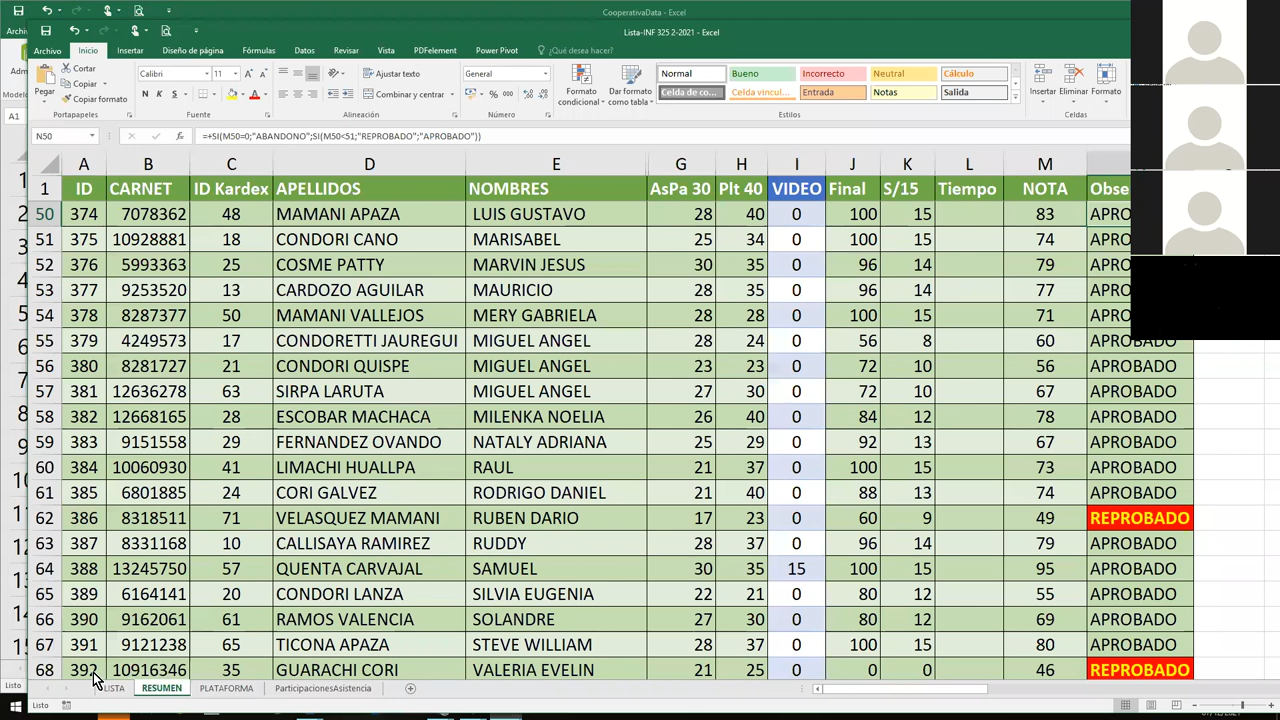 CooperativaData - Excel
Lista-INF 325 2-2021 - Excel
Archivo Inicio Insertar Diseño de página Fórmulas Datos Revisar Vista PDFelement Power Pivot ¿Qué desea hacer?
Cortar Calibri 11 Ajustar texto General Normal Bueno Incorrecto Neutral Cálculo
Pegar Copiar Copiar formato N K S Combinar y centrar Formato condicional Dar formato como tabla Celda de co... Celda vincul... Entrada Notas Salida Insertar Eliminar Formato
Portapapeles Fuente Alineación Número Estilos Celdas
A1 N50 =+SI(M50=0;"ABANDONO";SI(M50<51;"REPROBADO";"APROBADO"))
A B C D E G H I J K L M
1 ID CARNET ID Kardex APELLIDOS NOMBRES AsPa 30 Plt 40 VIDEO Final S/15 Tiempo NOTA Obse
50 374 7078362 48 MAMANI APAZA LUIS GUSTAVO 28 40 0 100 15 83 APRO
51 375 10928881 18 CONDORI CANO MARISABEL 25 34 0 100 15 74 APRO
52 376 5993363 25 COSME PATTY MARVIN JESUS 30 35 0 96 14 79 APRO
53 377 9253520 13 CARDOZO AGUILAR MAURICIO 28 35 0 96 14 77 APRO
54 378 8287377 50 MAMANI VALLEJOS MERY GABRIELA 28 28 0 100 15 71 APRO
55 379 4249573 17 CONDORETTI JAUREGUI MIGUEL ANGEL 28 24 0 56 8 60 APROBADO
56 380 8281727 21 CONDORI QUISPE MIGUEL ANGEL 23 23 0 72 10 56 APROBADO
57 381 12636278 63 SIRPA LARUTA MIGUEL ANGEL 27 30 0 72 10 67 APROBADO
58 382 12668165 28 ESCOBAR MACHACA MILENKA NOELIA 26 40 0 84 12 78 APROBADO
59 383 9151558 29 FERNANDEZ OVANDO NATALY ADRIANA 25 29 0 92 13 67 APROBADO
60 384 10060930 41 LIMACHI HUALLPA RAUL 21 37 0 100 15 73 APROBADO
61 385 6801885 24 CORI GALVEZ RODRIGO DANIEL 21 40 0 88 13 74 APROBADO
62 386 8318511 71 VELASQUEZ MAMANI RUBEN DARIO 17 23 0 60 9 49 REPROBADO
63 387 8331168 10 CALLISAYA RAMIREZ RUDDY 28 37 0 96 14 79 APROBADO
64 388 13245750 57 QUENTA CARVAJAL SAMUEL 30 35 15 100 15 95 APROBADO
65 389 6164141 20 CONDORI LANZA SILVIA EUGENIA 22 21 0 80 12 55 APROBADO
66 390 9162061 61 RAMOS VALENCIA SOLANDRE 27 30 0 80 12 69 APROBADO
67 391 9121238 65 TICONA APAZA STEVE WILLIAM 28 37 0 100 15 80 APROBADO
68 392 10916346 35 GUARACHI CORI VALERIA EVELIN 21 25 0 0 0 46 REPROBADO
LISTA RESUMEN PLATAFORMA ParticipacionesAsistencia
Listo Listo